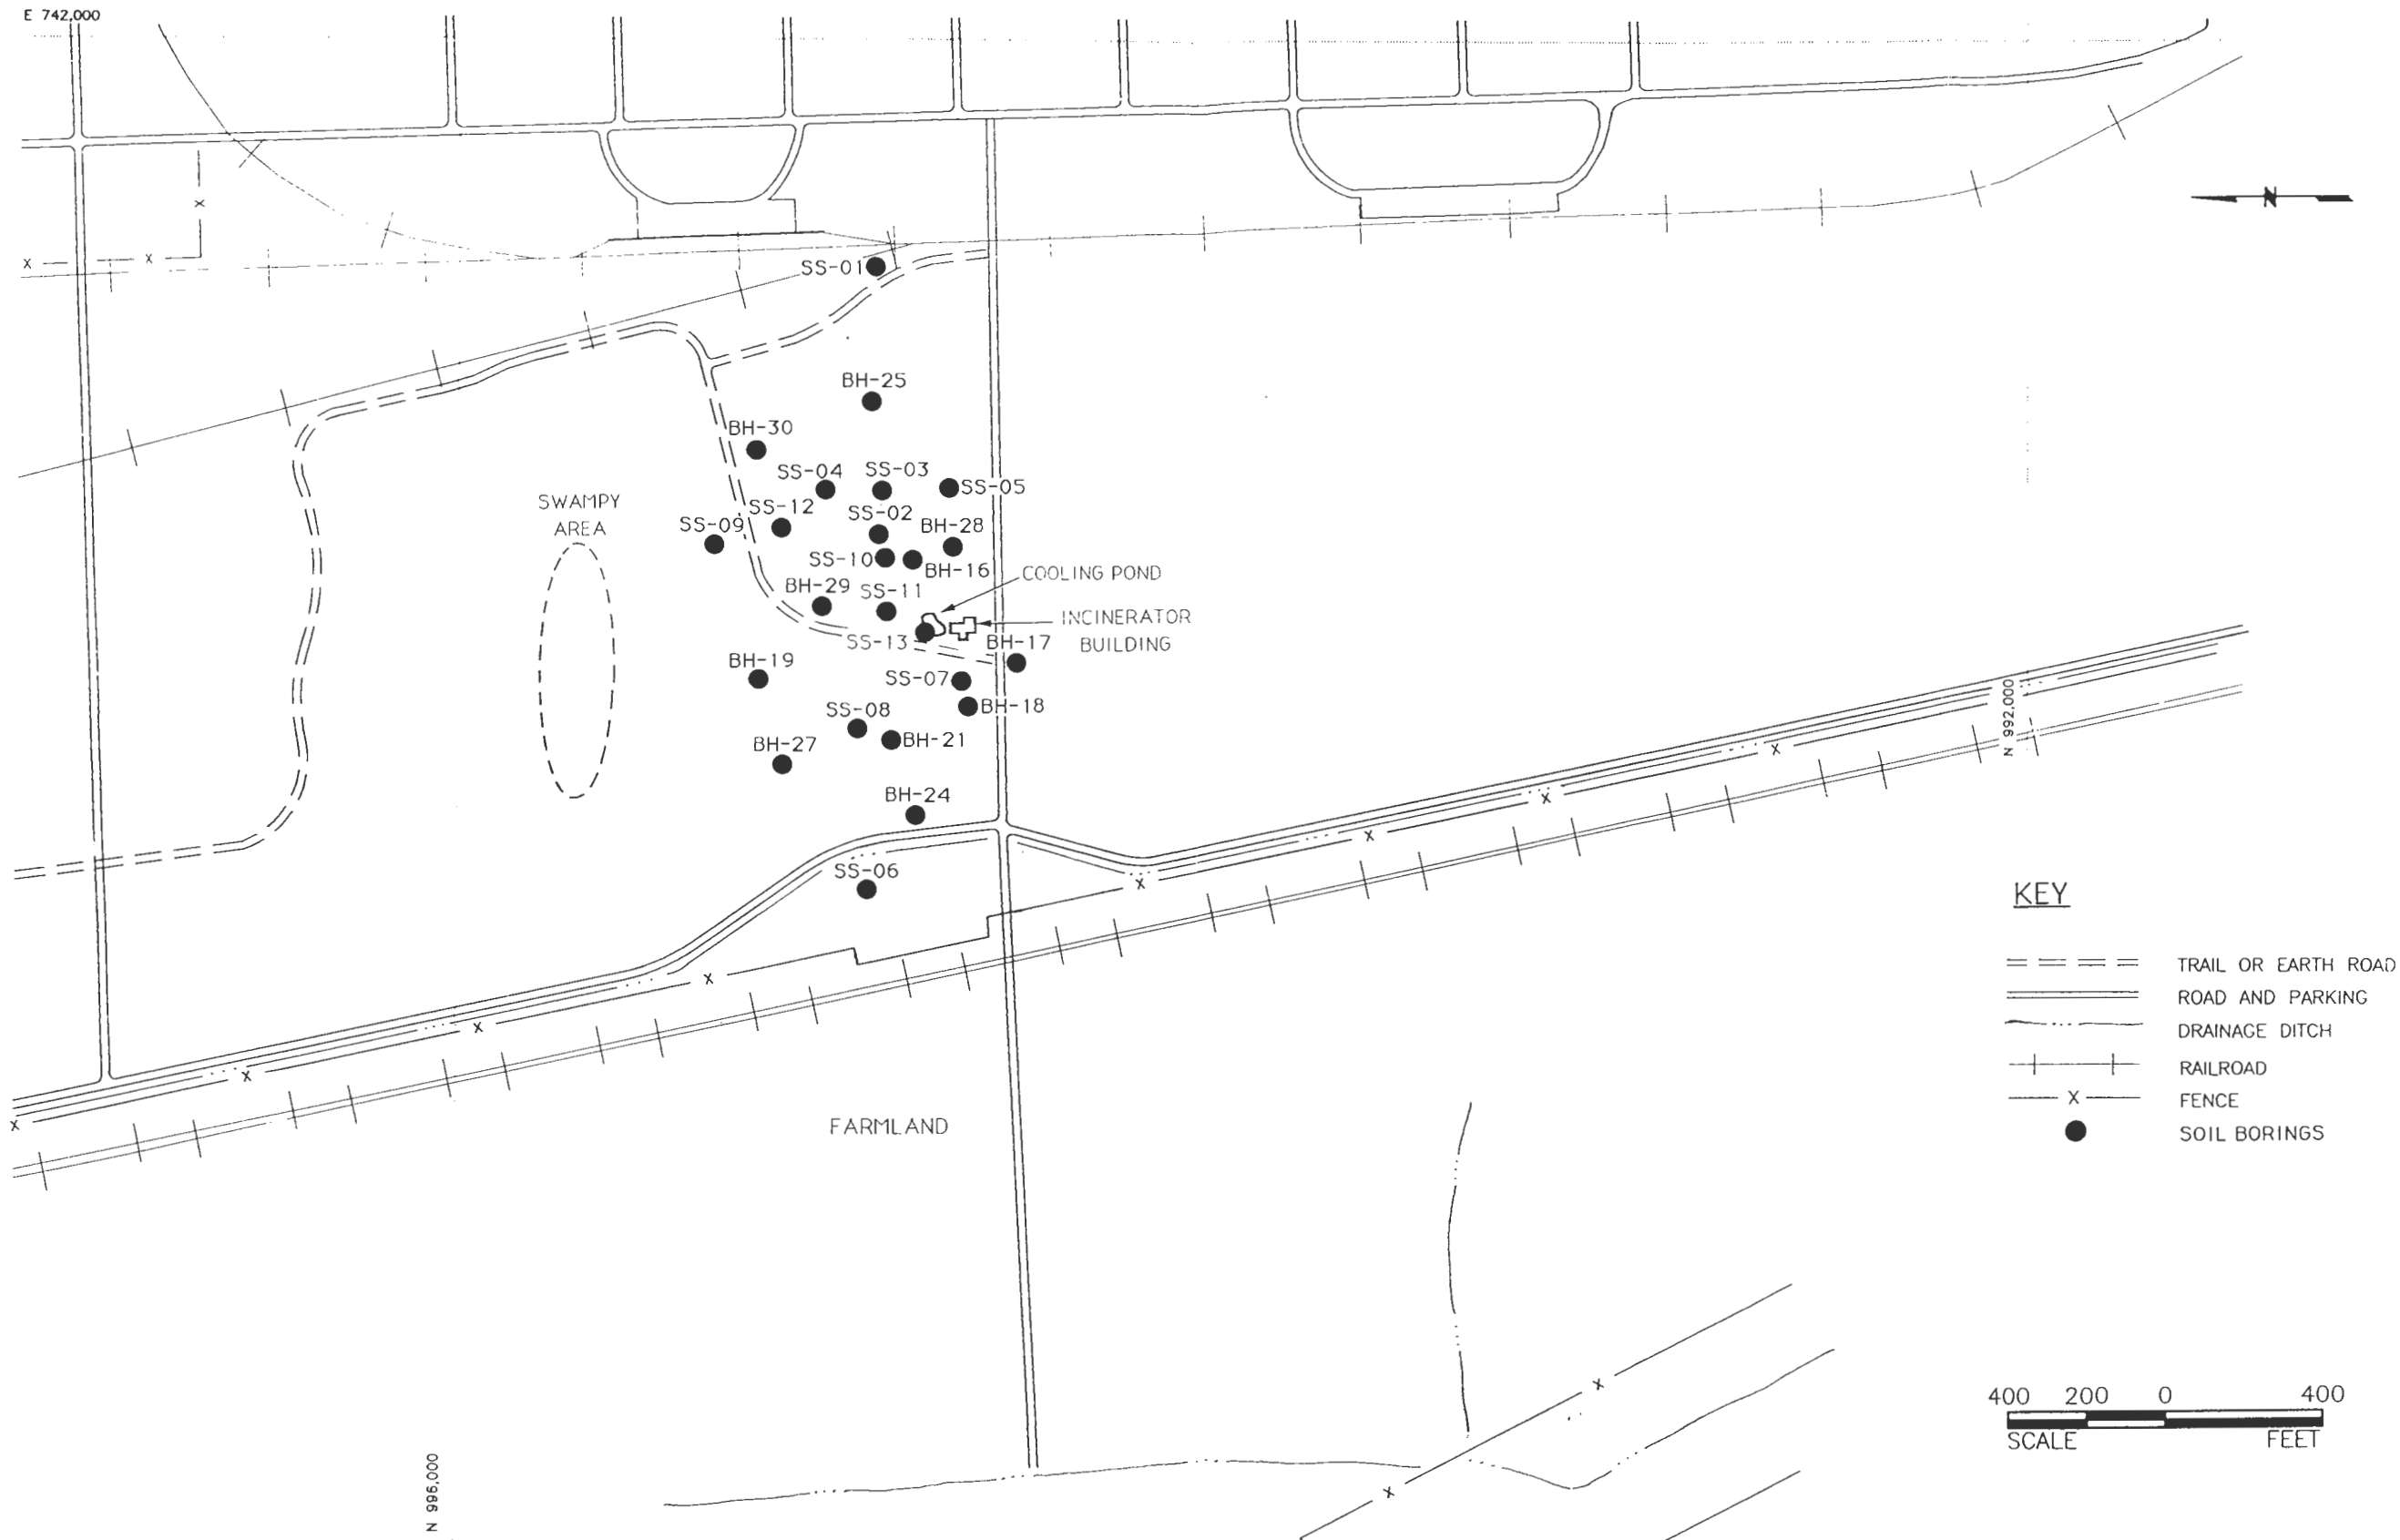 E 742,000
N
SS-01
BH-25
BH-30
SS-04
SS-03
SS-05
SWAMPY
AREA
SS-09
SS-12
SS-02
BH-28
SS-10
BH-16
COOLING POND
BH-29
SS-11
INCINERATOR
BUILDING
SS-13
BH-17
BH-19
SS-07
BH-18
SS-08
BH-21
BH-27
BH-24
SS-06
N 992,000
FARMLAND
N 996,000
KEY
TRAIL OR EARTH ROAD
ROAD AND PARKING
DRAINAGE DITCH
RAILROAD
X FENCE
SOIL BORINGS
400 200 0 400
SCALE FEET